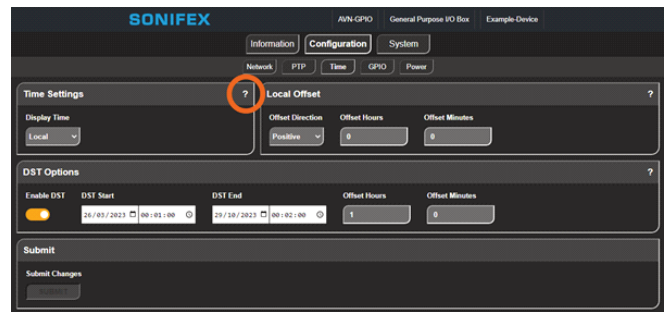 SONIFEX AVN-GPIO General Purpose I/O Box Example-Device
Information Configuration System
Network PTP Time GPIO Power
Time Settings ? Local Offset ?
Display Time Offset Direction Offset Hours Offset Minutes
Local Positive 0 0
DST Options ?
Enable DST DST Start DST End Offset Hours Offset Minutes
26/03/2023 00:01:00 29/10/2023 00:02:00 1 0
Submit
Submit Changes
SUBMIT